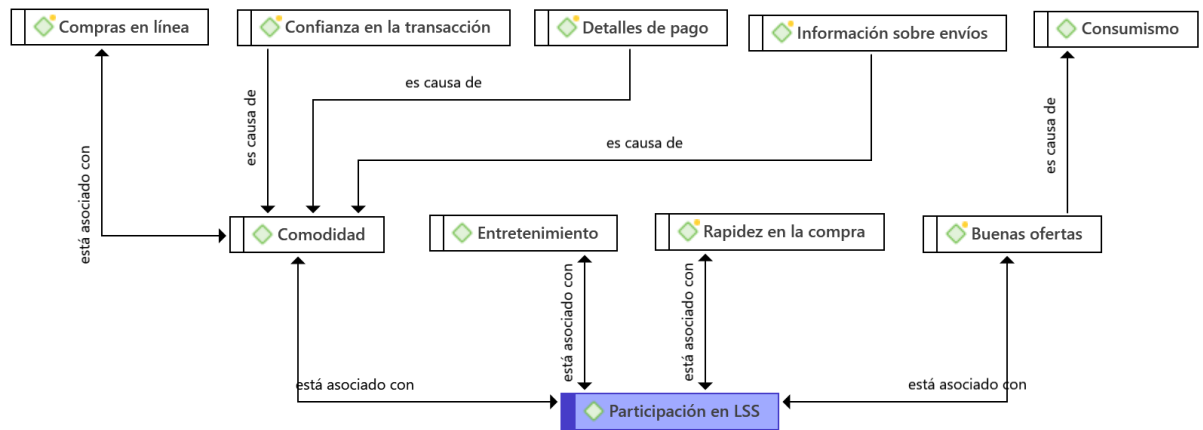 Compras en línea
Confianza en la transacción
Detalles de pago
Información sobre envíos
Consumismo
es causa de
es causa de
es causa de
es causa de
está asociado con
Comodidad
Entretenimiento
Rapidez en la compra
Buenas ofertas
está asociado con
está asociado con
está asociado con
está asociado con
Participación en LSS